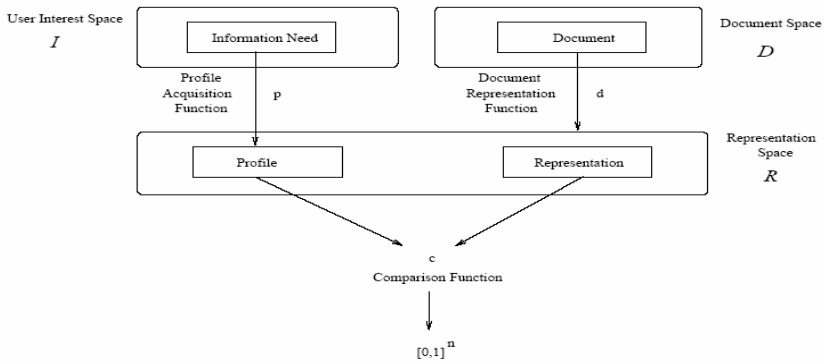 User Interest Space
I
Information Need
Document
Document Space
D
Profile
Acquisition
Function
p
Document
Representation
Function
d
Representation
Space
R
Profile
Representation
c
Comparison Function
[0,1]^n